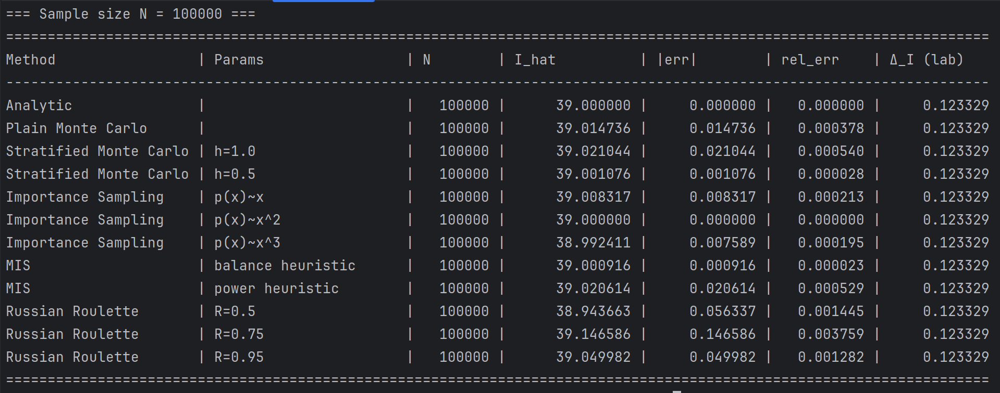 === Sample size N = 100000 ===
======================================================================================================================
Method                 | Params                 | N        | I_hat          | |err|        | rel_err    | Δ_I (lab)
----------------------------------------------------------------------------------------------------------------------
Analytic               |                        |   100000 |      39.000000 |     0.000000 |   0.000000 |     0.123329
Plain Monte Carlo      |                        |   100000 |      39.014736 |     0.014736 |   0.000378 |     0.123329
Stratified Monte Carlo | h=1.0                  |   100000 |      39.021044 |     0.021044 |   0.000540 |     0.123329
Stratified Monte Carlo | h=0.5                  |   100000 |      39.001076 |     0.001076 |   0.000028 |     0.123329
Importance Sampling    | p(x)~x                 |   100000 |      39.008317 |     0.008317 |   0.000213 |     0.123329
Importance Sampling    | p(x)~x^2               |   100000 |      39.000000 |     0.000000 |   0.000000 |     0.123329
Importance Sampling    | p(x)~x^3               |   100000 |      38.992411 |     0.007589 |   0.000195 |     0.123329
MIS                    | balance heuristic      |   100000 |      39.000916 |     0.000916 |   0.000023 |     0.123329
MIS                    | power heuristic        |   100000 |      39.020614 |     0.020614 |   0.000529 |     0.123329
Russian Roulette       | R=0.5                  |   100000 |      38.943663 |     0.056337 |   0.001445 |     0.123329
Russian Roulette       | R=0.75                 |   100000 |      39.146586 |     0.146586 |   0.003759 |     0.123329
Russian Roulette       | R=0.95                 |   100000 |      39.049982 |     0.049982 |   0.001282 |     0.123329
======================================================================================================================